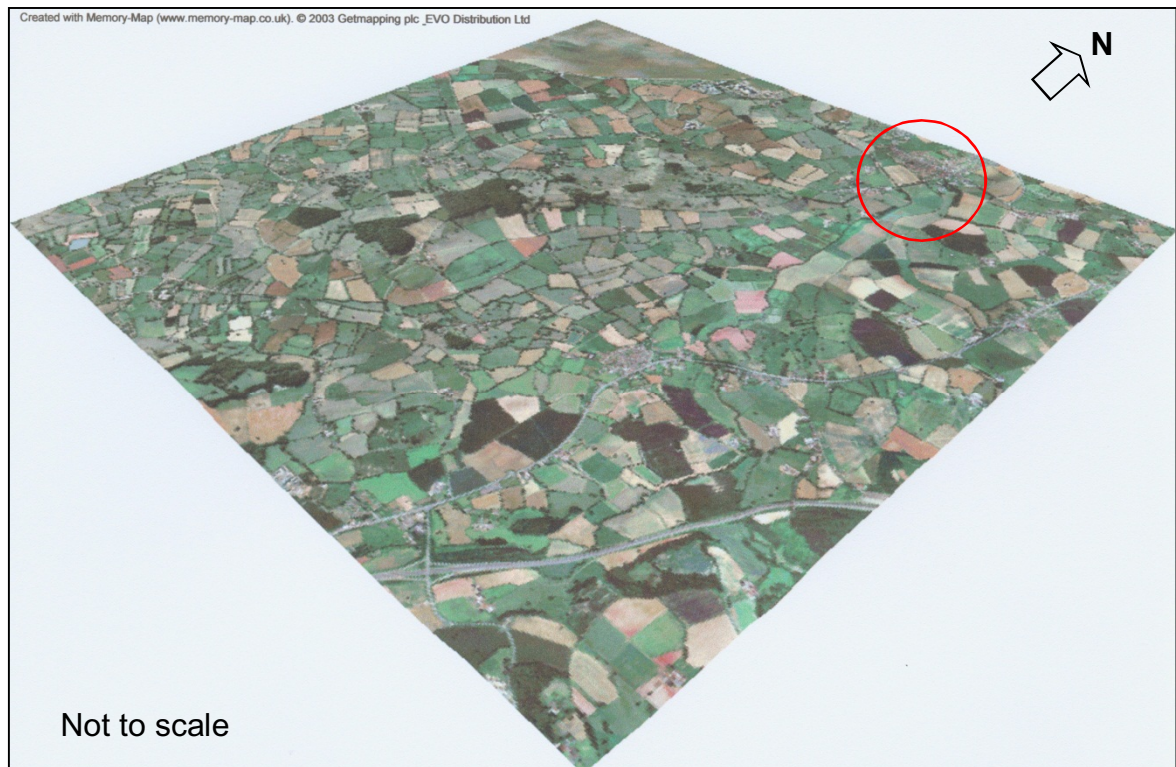 Created with Memory-Map (www.memory-map.co.uk). © 2003 Getmapping plc _EVO Distribution Ltd
N
Not to scale